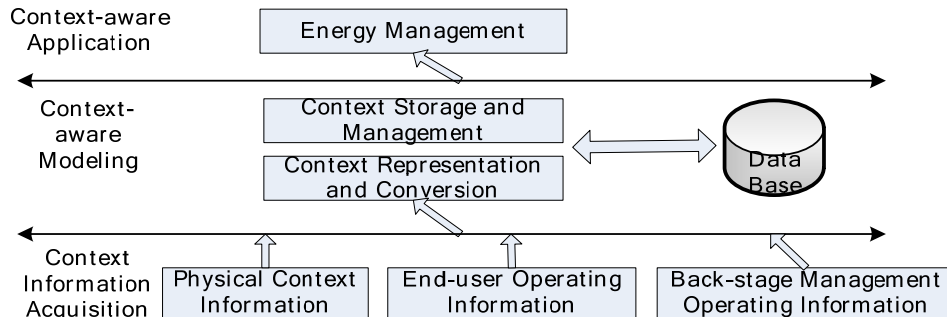 Context-aware
Application
Energy Management
Context-
aware
Modeling
Context Storage and
Management
Context Representation
and Conversion
Data
Base
Context
Information
Acquisition
Physical Context
Information
End-user Operating
Information
Back-stage Management
Operating Information